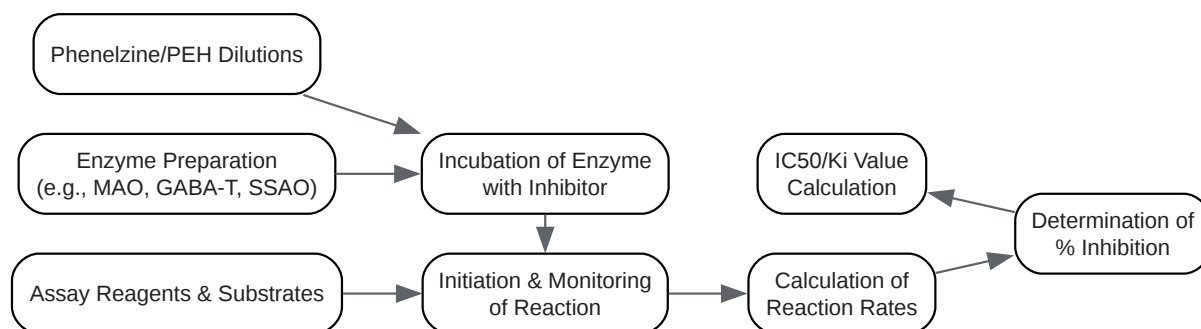 Phenelzine/PEH Dilutions
Enzyme Preparation
(e.g., MAO, GABA-T, SSAO)
Incubation of Enzyme
with Inhibitor
IC50/Ki Value
Calculation
Determination of
% Inhibition
Assay Reagents & Substrates
Initiation & Monitoring
of Reaction
Calculation of
Reaction Rates